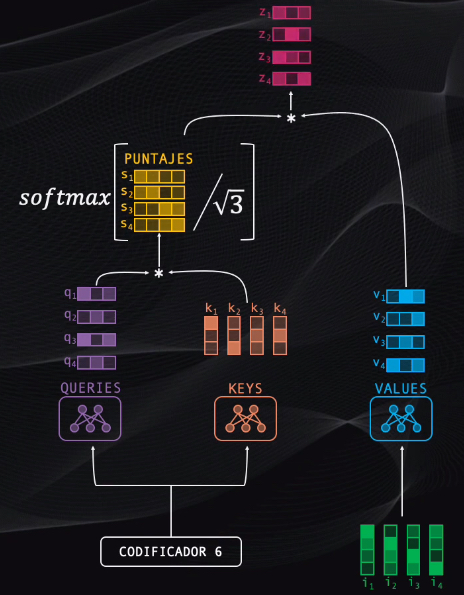 z₁
z₂
z₃
z₄
*
PUNTAJES
s₁
s₂
s₃
s₄
softmax
/√3
*
q₁
q₂
q₃
q₄
k₁ k₂ k₃ k₄
v₁
v₂
v₃
v₄
QUERIES KEYS VALUES
CODIFICADOR 6
i₁ i₂ i₃ i₄